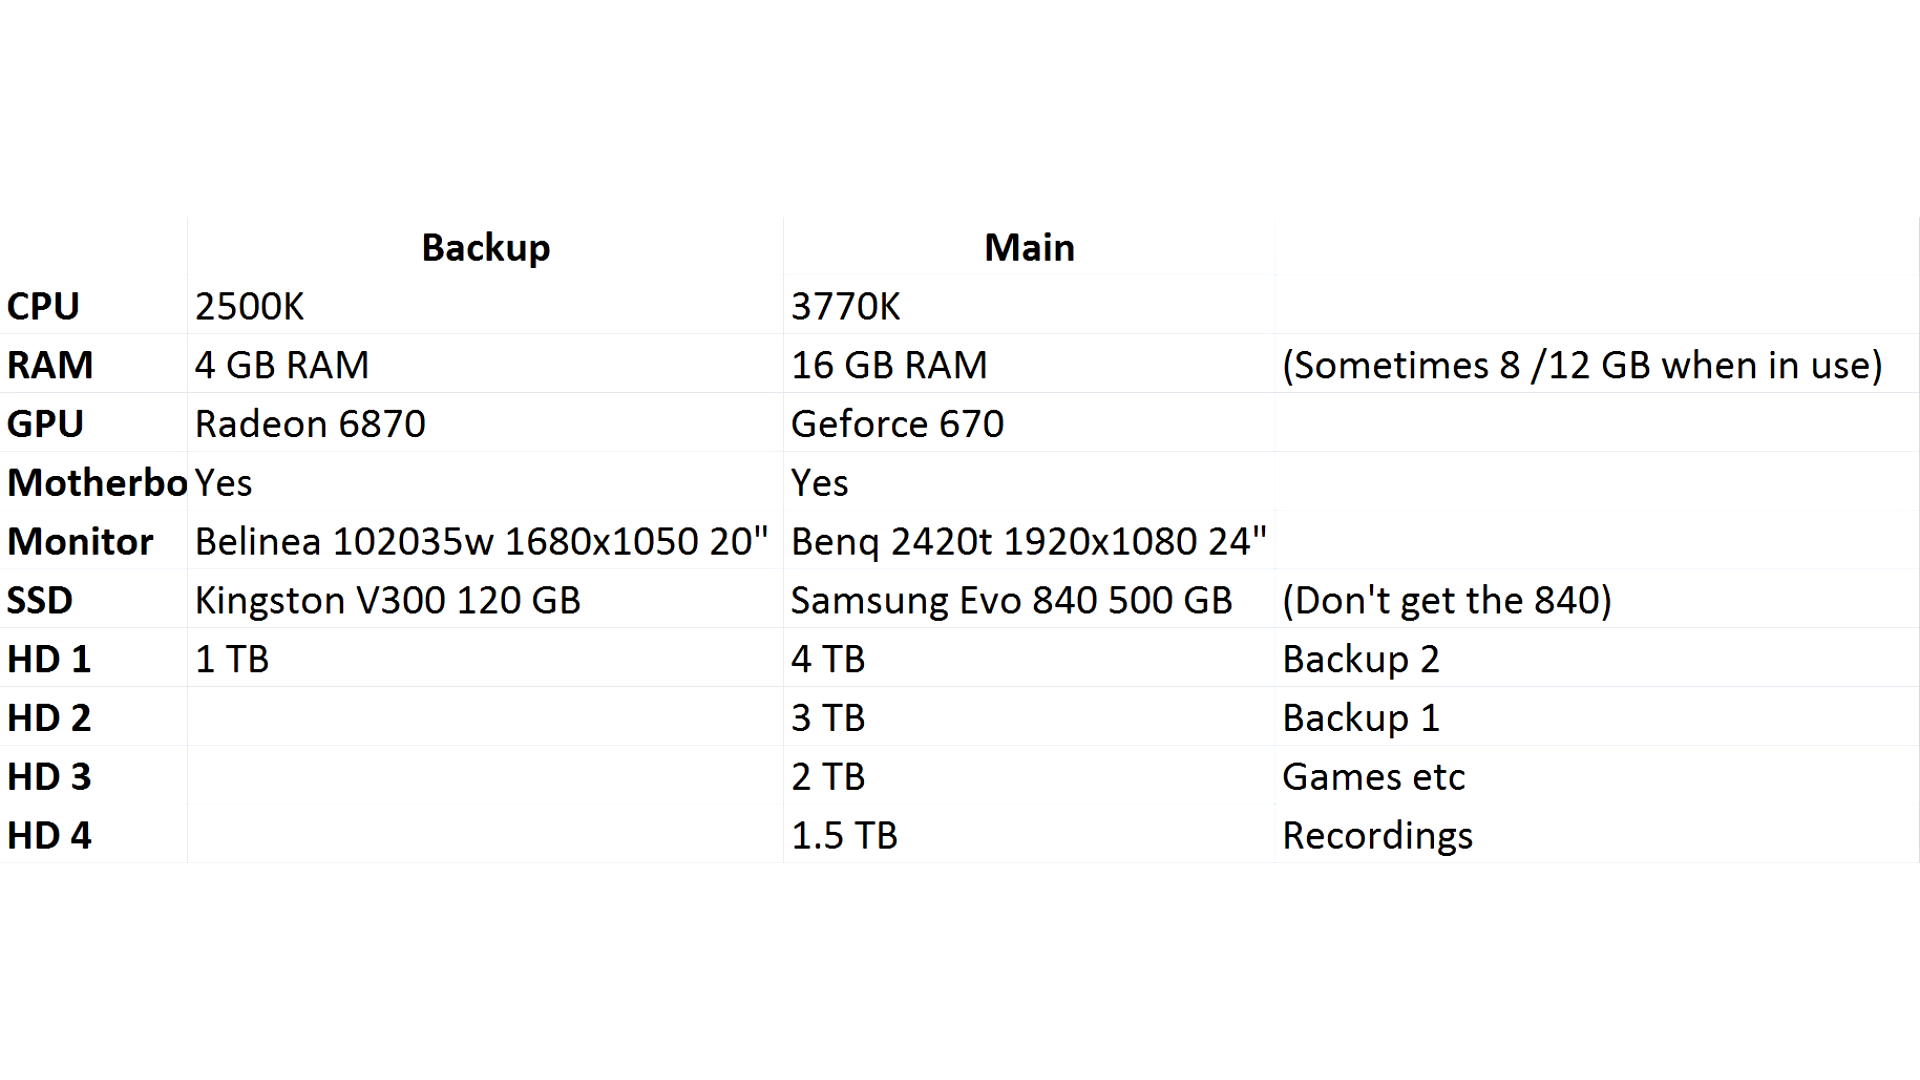 Backup Main
CPU 2500K 3770K
RAM 4 GB RAM 16 GB RAM (Sometimes 8 /12 GB when in use)
GPU Radeon 6870 Geforce 670
Motherbo Yes Yes
Monitor Belinea 102035w 1680x1050 20" Benq 2420t 1920x1080 24"
SSD Kingston V300 120 GB Samsung Evo 840 500 GB (Don't get the 840)
HD 1 1 TB 4 TB Backup 2
HD 2 3 TB Backup 1
HD 3 2 TB Games etc
HD 4 1.5 TB Recordings